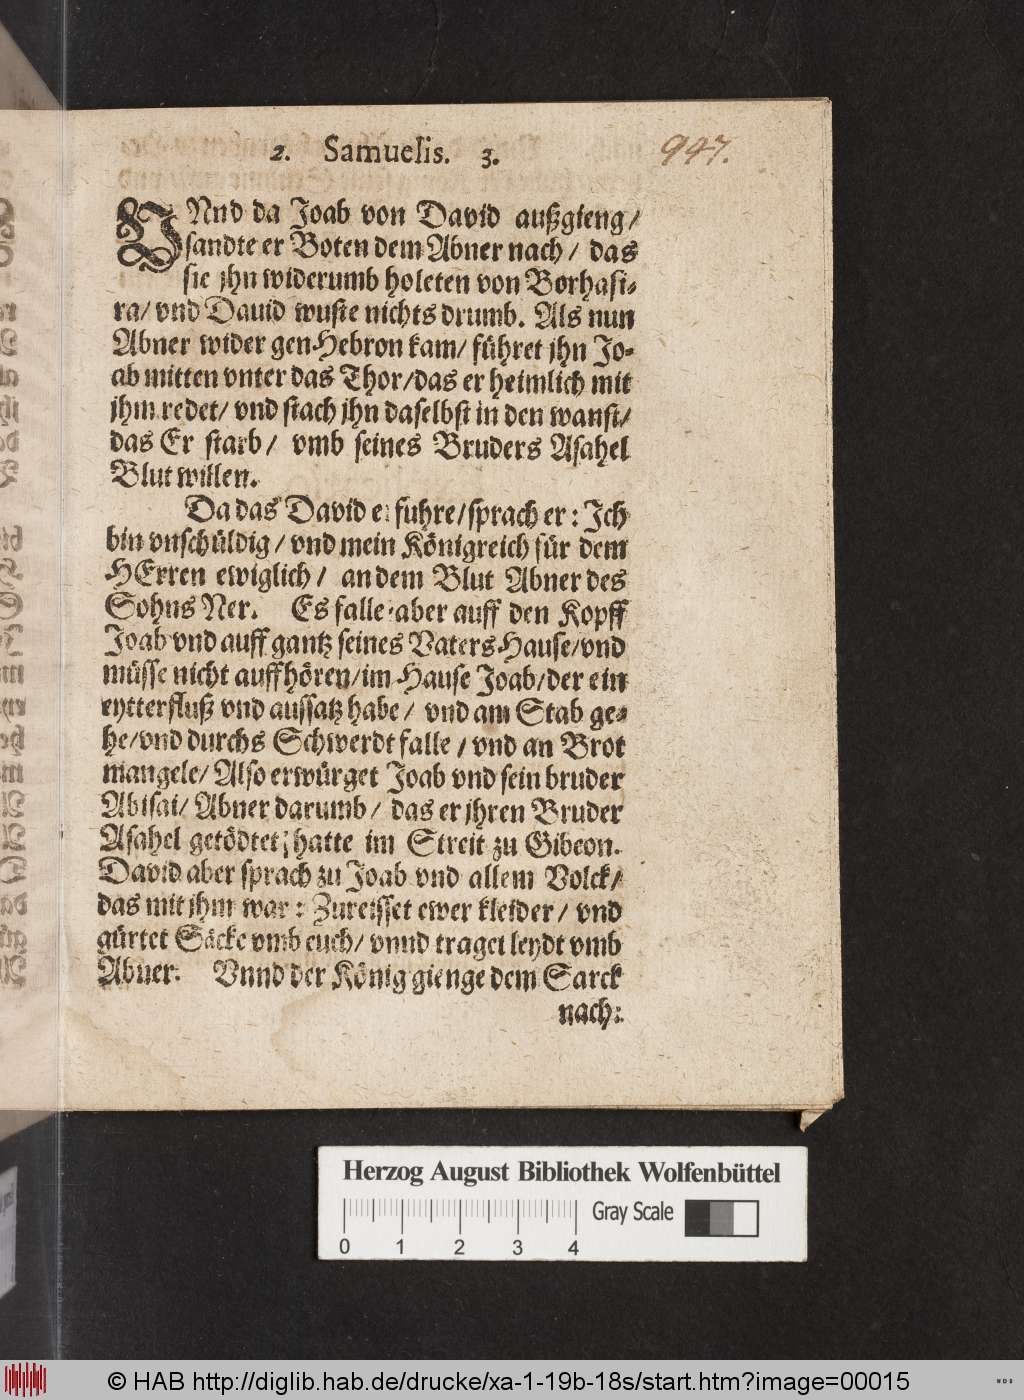 2. Samuelis. 3.
947.
VNnd da Joab von David außgieng/
sandte er Boten dem Abner nach/ das
sie jhn widerumb holeten von Borhasi-
ra/ vnd Dauid wuste nichts drumb. Als nun
Abner wider gen Hebron kam/ führet jhn Jo-
ab mitten vnter das Thor/das er heimlich mit
jhm redet/ vnd stach jhn daselbst in den wanst/
das Er starb/ vmb seines Bruders Asahel
Blut willen.
Da das David erfuhre/sprach er: Ich
bin vnschüldig/ vnd mein Königreich für dem
HErren ewiglich/ an dem Blut Abner des
Sohns Ner. Es falle aber auff den Kopff
Joab vnd auff gantz seines Vaters Hause/vnd
müsse nicht auffhören/im Hause Joab/der ein
eytterfluß vnd aussatz habe/ vnd am Stab ge-
he/vnd durchs Schwerdt falle/ vnd an Brot
mangele/ Also erwürget Joab vnd sein bruder
Abisai/ Abner darumb/ das er jhren Bruder
Asahel getödtet hatte im Streit zu Gibeon.
David aber sprach zu Joab vnd allem Volck/
das mit jhm war: Zureisset ewer kleider/ vnd
gürtet Säcke vmb euch/ vnnd traget leydt vmb
Abner. Vnnd der König gienge dem Sarck
nach:
Herzog August Bibliothek Wolfenbüttel
0 1 2 3 4 Gray Scale
© HAB http://diglib.hab.de/drucke/xa-1-19b-18s/start.htm?image=00015